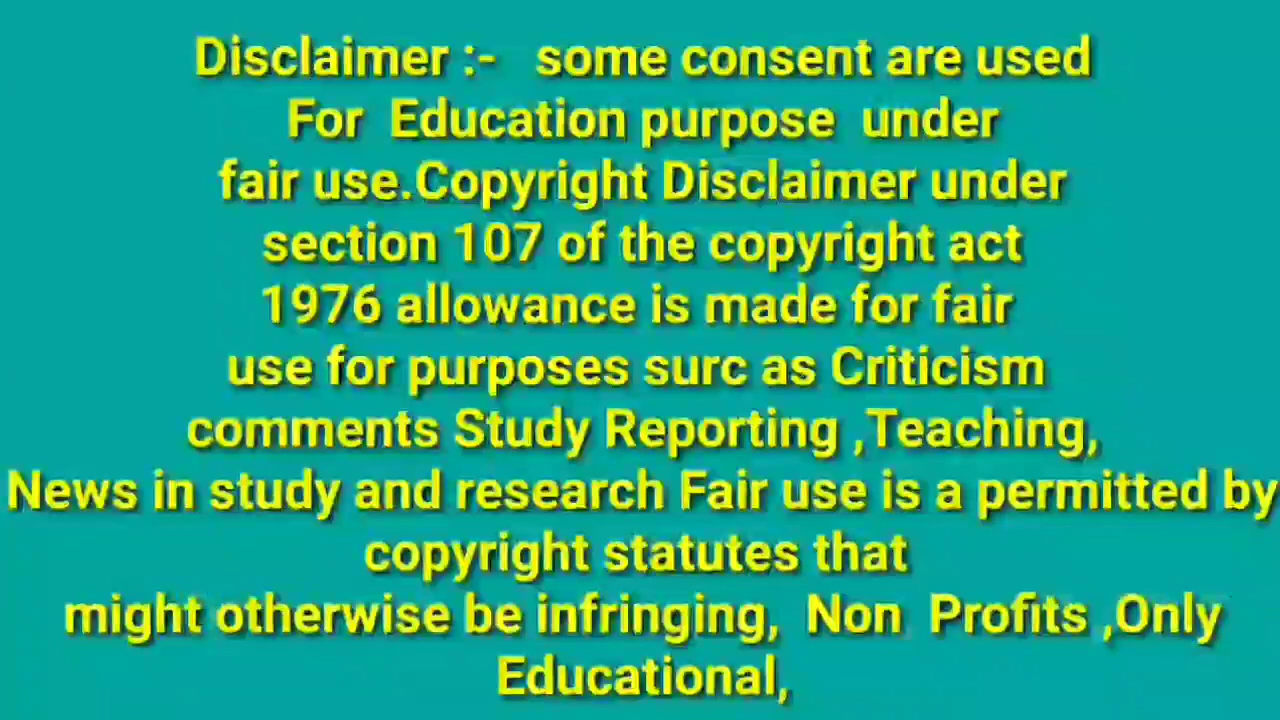 Disclaimer :- some consent are used
For Education purpose under
fair use.Copyright Disclaimer under
section 107 of the copyright act
1976 allowance is made for fair
use for purposes surc as Criticism
comments Study Reporting ,Teaching,
News in study and research Fair use is a permitted by
copyright statutes that
might otherwise be infringing, Non Profits ,Only
Educational,